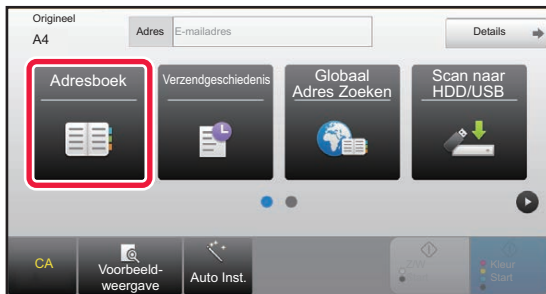 Origineel
A4
Adres
E-mailadres
Details
Adresboek
Verzendgeschiedenis
Globaal
Adres Zoeken
Scan naar
HDD/USB
CA
Voorbeeld-
weergave
Auto Inst.
Z/W
Start
Kleur
Start